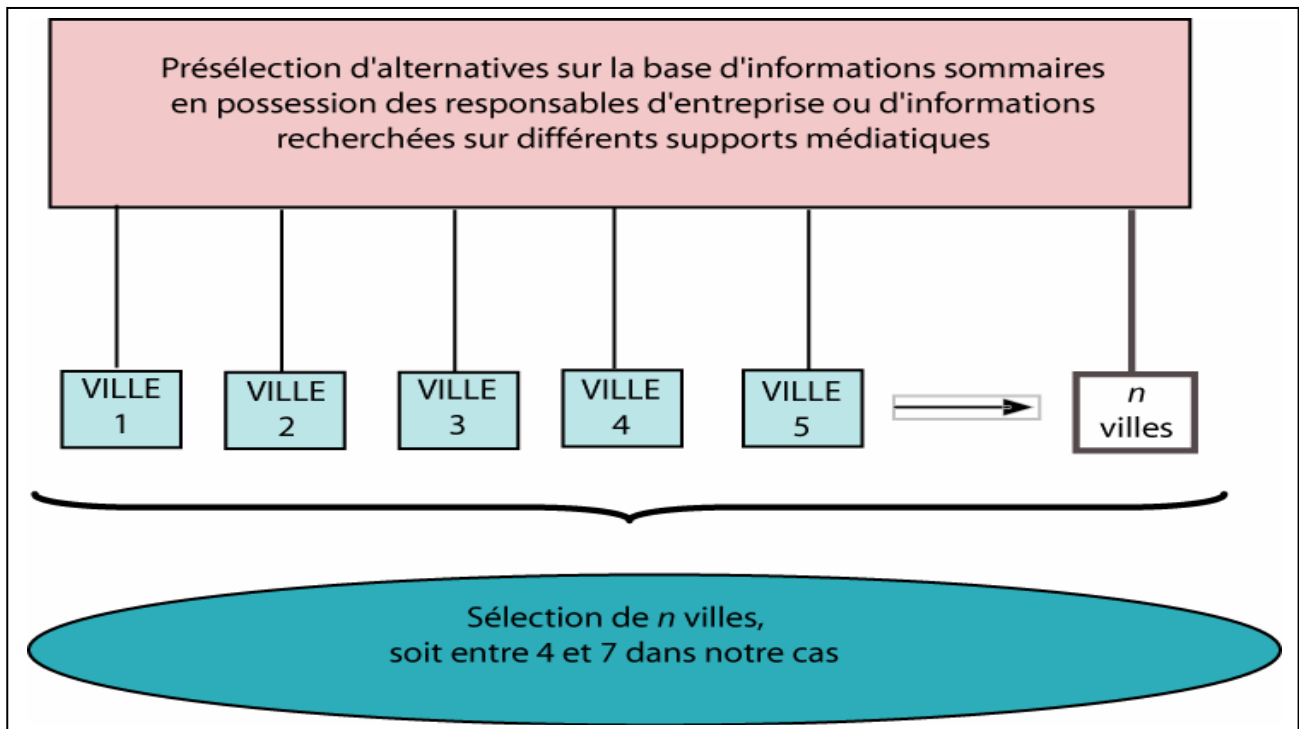 Présélection d'alternatives sur la base d'informations sommaires
en possession des responsables d'entreprise ou d'informations
recherchées sur différents supports médiatiques
VILLE
1
VILLE
2
VILLE
3
VILLE
4
VILLE
5
n
villes
Sélection de n villes,
soit entre 4 et 7 dans notre cas